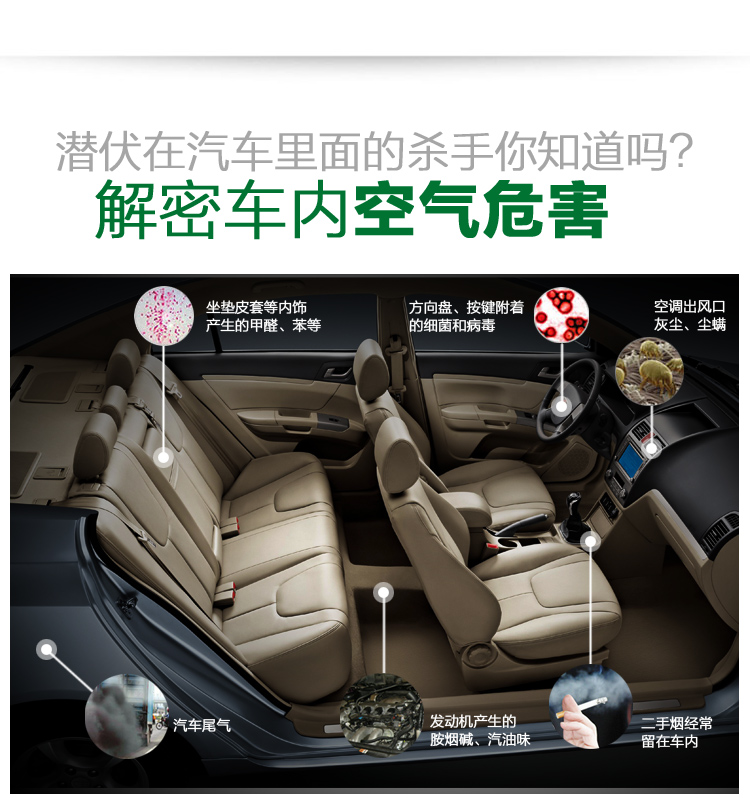 潜伏在汽车里面的杀手你知道吗?
解密车内空气危害
坐垫皮套等内饰
产生的甲醛、苯等
方向盘、按键附着
的细菌和病毒
空调出风口
灰尘、尘螨
汽车尾气
发动机产生的
胺烟碱、汽油味
二手烟经常
留在车内